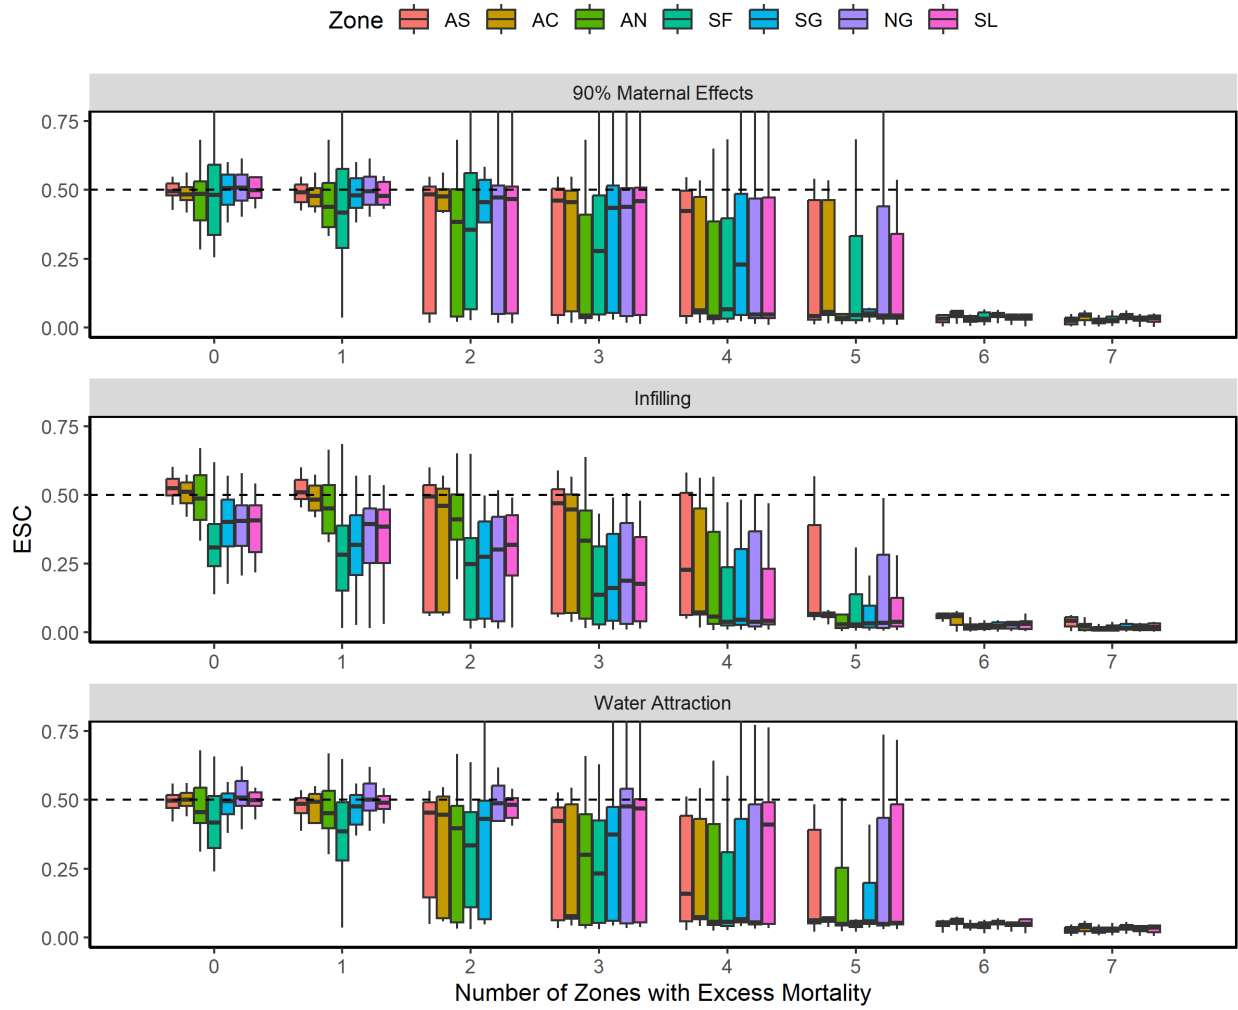 Zone AS AC AN SF SG NG SL
90% Maternal Effects
0.75
0.50
0.25
0.00
0 1 2 3 4 5 6 7
Infilling
0.75
0.50
0.25
0.00
0 1 2 3 4 5 6 7
ESC
Water Attraction
0.75
0.50
0.25
0.00
0 1 2 3 4 5 6 7
Number of Zones with Excess Mortality